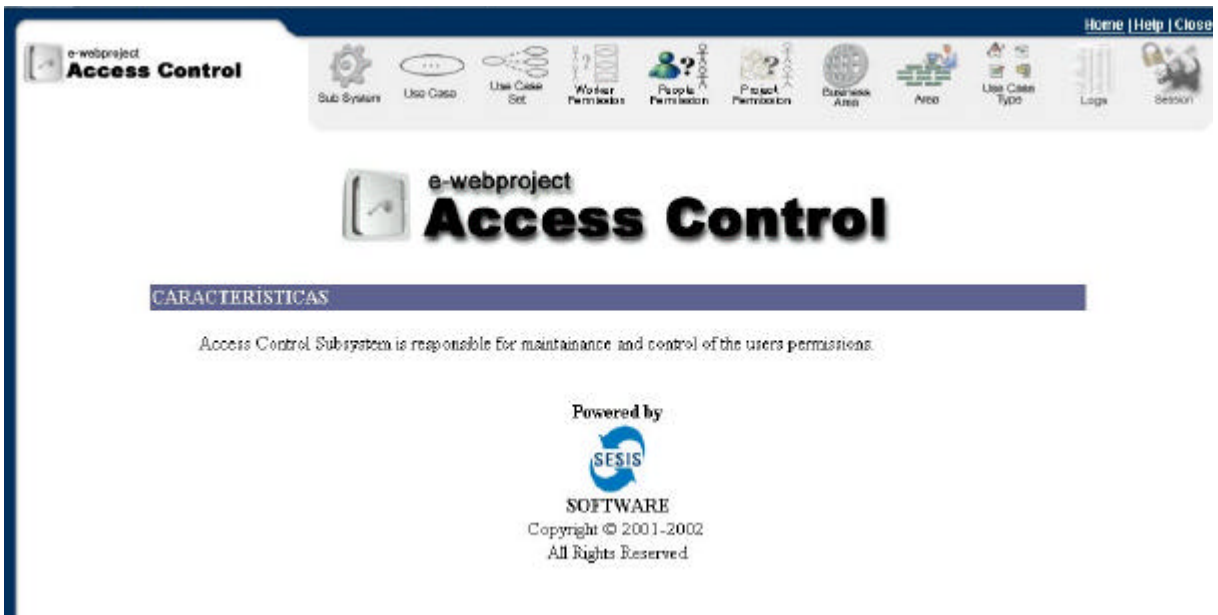 Home | Help | Close
e-webproject
Access Control
Sub System
Use Case
Use Case Set
Worker Permission
People Permission
Project Permission
Business Area
Area
Use Case Type
Logs
Session
e-webproject
Access Control
CARACTERÍSTICAS
Access Control Subsystem is responsible for maintainance and control of the users permissions.
Powered by
SESIS
SOFTWARE
Copyright © 2001-2002
All Rights Reserved